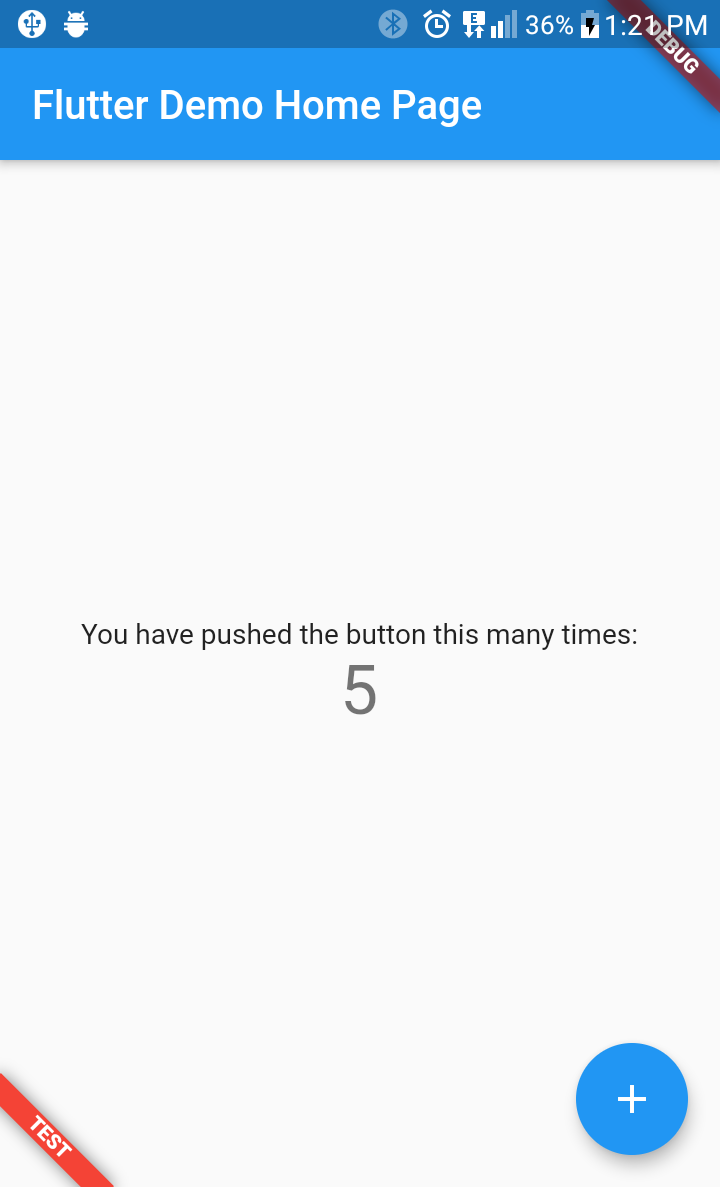 E 36% 1:21 PM
DEBUG
Flutter Demo Home Page
You have pushed the button this many times:
5
+
TEST